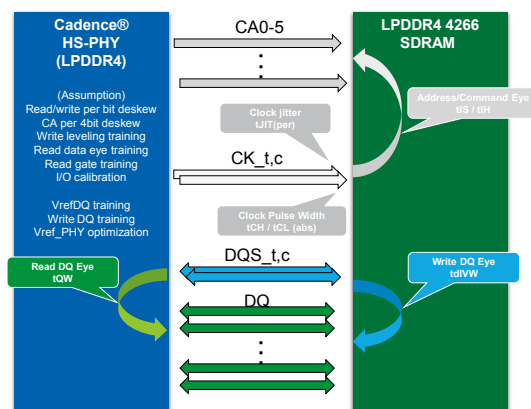 Cadence®
HS-PHY
(LPDDR4)
(Assumption)
Read/write per bit deskew
CA per 4bit deskew
Write leveling training
Read data eye training
Read gate training
I/O calibration
VrefDQ training
Write DQ training
Vref_PHY optimization
Read DQ Eye
tQW
CA0-5
Clock jitter
tJIT(per)
CK_t,c
Clock Pulse Width
tCH / tCL (abs)
DQS_t,c
DQ
LPDDR4 4266
SDRAM
Address/Command Eye
tIS / tIH
Write DQ Eye
tdIVW